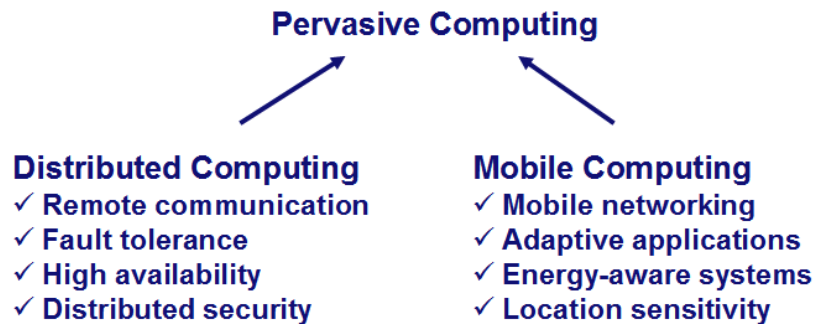 Pervasive Computing
Distributed Computing
✓ Remote communication
✓ Fault tolerance
✓ High availability
✓ Distributed security
Mobile Computing
✓ Mobile networking
✓ Adaptive applications
✓ Energy-aware systems
✓ Location sensitivity